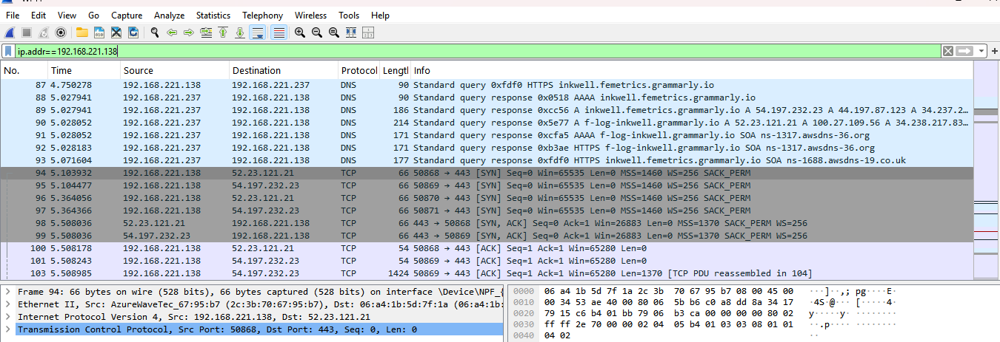 File Edit View Go Capture Analyze Statistics Telephony Wireless Tools Help
ip.addr==192.168.221.138
No. Time Source Destination Protocol Lengtl Info
87 4.750278 192.168.221.138 192.168.221.237 DNS 90 Standard query 0xfdf0 HTTPS inkwell.femetrics.grammarly.io
88 5.027941 192.168.221.237 192.168.221.138 DNS 90 Standard query response 0x0518 AAAA inkwell.femetrics.grammarly.io
89 5.027941 192.168.221.237 192.168.221.138 DNS 186 Standard query response 0xcc56 A inkwell.femetrics.grammarly.io A 54.197.232.23 A 44.197.87.123 A 34.237.2…
90 5.028052 192.168.221.237 192.168.221.138 DNS 214 Standard query response 0x5e77 A f-log-inkwell.grammarly.io A 52.23.121.21 A 100.27.109.56 A 34.238.217.83…
91 5.028052 192.168.221.237 192.168.221.138 DNS 171 Standard query response 0xcfa5 AAAA f-log-inkwell.grammarly.io SOA ns-1317.awsdns-36.org
92 5.028183 192.168.221.237 192.168.221.138 DNS 171 Standard query response 0xb3ae HTTPS f-log-inkwell.grammarly.io SOA ns-1317.awsdns-36.org
93 5.071604 192.168.221.237 192.168.221.138 DNS 177 Standard query response 0xfdf0 HTTPS inkwell.femetrics.grammarly.io SOA ns-1688.awsdns-19.co.uk
94 5.103932 192.168.221.138 52.23.121.21 TCP 66 50868 → 443 [SYN] Seq=0 Win=65535 Len=0 MSS=1460 WS=256 SACK_PERM
95 5.104477 192.168.221.138 54.197.232.23 TCP 66 50869 → 443 [SYN] Seq=0 Win=65535 Len=0 MSS=1460 WS=256 SACK_PERM
96 5.364056 192.168.221.138 52.23.121.21 TCP 66 50870 → 443 [SYN] Seq=0 Win=65535 Len=0 MSS=1460 WS=256 SACK_PERM
97 5.364366 192.168.221.138 54.197.232.23 TCP 66 50871 → 443 [SYN] Seq=0 Win=65535 Len=0 MSS=1460 WS=256 SACK_PERM
98 5.508036 52.23.121.21 192.168.221.138 TCP 66 443 → 50868 [SYN, ACK] Seq=0 Ack=1 Win=26883 Len=0 MSS=1370 SACK_PERM WS=256
99 5.508036 54.197.232.23 192.168.221.138 TCP 66 443 → 50869 [SYN, ACK] Seq=0 Ack=1 Win=26883 Len=0 MSS=1370 SACK_PERM WS=256
100 5.508178 192.168.221.138 52.23.121.21 TCP 54 50868 → 443 [ACK] Seq=1 Ack=1 Win=65280 Len=0
101 5.508243 192.168.221.138 54.197.232.23 TCP 54 50869 → 443 [ACK] Seq=1 Ack=1 Win=65280 Len=0
103 5.508985 192.168.221.138 54.197.232.23 TCP 1424 50869 → 443 [ACK] Seq=1 Ack=1 Win=65280 Len=1370 [TCP PDU reassembled in 104]
Frame 94: 66 bytes on wire (528 bits), 66 bytes captured (528 bits) on interface \Device\NPF_{
Ethernet II, Src: AzureWaveTec_67:95:b7 (2c:3b:70:67:95:b7), Dst: 06:a4:1b:5d:7f:1a (06:a4:1b:
Internet Protocol Version 4, Src: 192.168.221.138, Dst: 52.23.121.21
Transmission Control Protocol, Src Port: 50868, Dst Port: 443, Seq: 0, Len: 0
0000 06 a4 1b 5d 7f 1a 2c 3b 70 67 95 b7 08 00 45 00 ···]··,; pg····E·
0010 00 34 53 ae 40 00 80 06 5b b6 c0 a8 dd 8a 34 17 ·4S·@··· [·····4·
0020 79 15 c6 b4 01 bb 79 06 b3 ca 00 00 00 00 80 02 y·····y· ········
0030 ff ff 2e 70 00 00 02 04 05 b4 01 03 03 08 01 01 ··.p···· ········
0040 04 02 ··